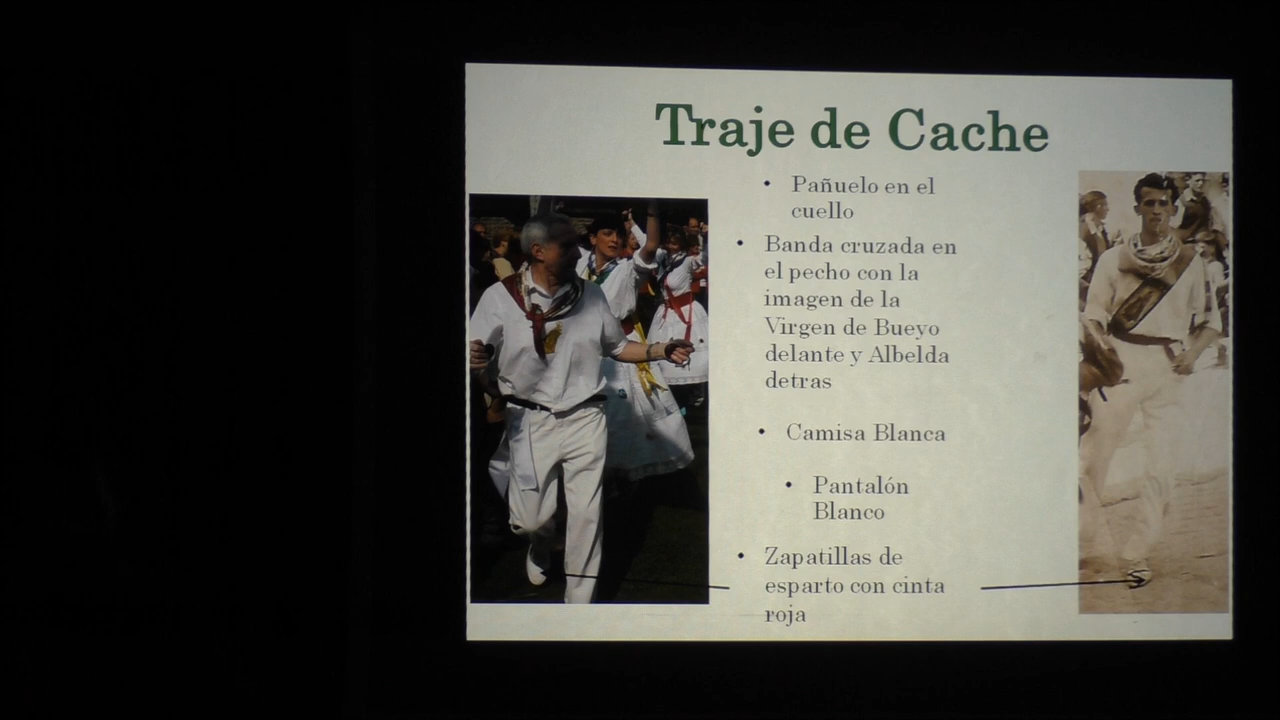 Traje de Cache
• Pañuelo en el
cuello
• Banda cruzada en
el pecho con la
imagen de la
Virgen de Bueyo
delante y Albelda
detras
• Camisa Blanca
• Pantalón
Blanco
• Zapatillas de
esparto con cinta
roja